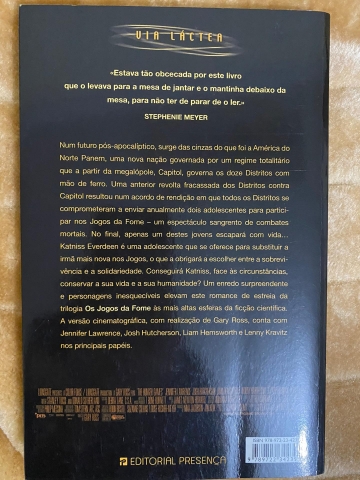 VIA LÁCTEA
«Estava tão obcecada por este livro
que o levava para a mesa de jantar e o mantinha debaixo da
mesa, para não ter de parar de o ler.»
STEPHENIE MEYER
Num futuro pós-apocalíptico, surge das cinzas do que foi a América do
Norte Panem, uma nova nação governada por um regime totalitário
que a partir da megalópole, Capitol, governa os doze Distritos com
mão de ferro. Uma anterior revolta fracassada dos Distritos contra
Capitol resultou num acordo de rendição em que todos os Distritos se
comprometeram a enviar anualmente dois adolescentes para partici-
par nos Jogos da Fome – um espectáculo sangrento de combates
mortais. No final, apenas um destes jovens escapará com vida...
Katniss Everdeen é uma adolescente que se oferece para substituir a
irmã mais nova nos Jogos, o que a obrigará a escolher entre a sobrevi-
vência e a solidariedade. Conseguirá Katniss, face às circunstâncias,
conservar a sua vida e a sua humanidade? Um enredo surpreendente
e personagens inesquecíveis elevam este romance de estreia da
trilogia Os Jogos da Fome às mais altas esferas da ficção científica.
A versão cinematográfica, com realização de Gary Ross, conta com
Jennifer Lawrence, Josh Hutcherson, Liam Hemsworth e Lenny Kravitz
nos principais papéis.
EDITORIAL PRESENÇA